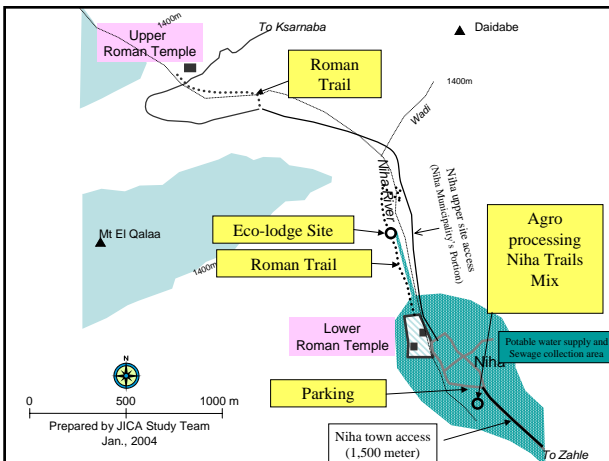 1400m
To Ksarnaba
Daidabe
Upper
Roman Temple
Roman
Trail
1400m
Wadi
Niha River
Niha upper site access
(Niha Municipality's Portion)
Agro
processing
Niha Trails
Mix
Mt El Qalaa
Eco-lodge Site
1400m
Roman Trail
Lower
Roman Temple
Potable water supply and
Sewage collection area
Niha
N
Parking
0 500 1000 m
Prepared by JICA Study Team
Jan., 2004
Niha town access
(1,500 meter)
To Zahle